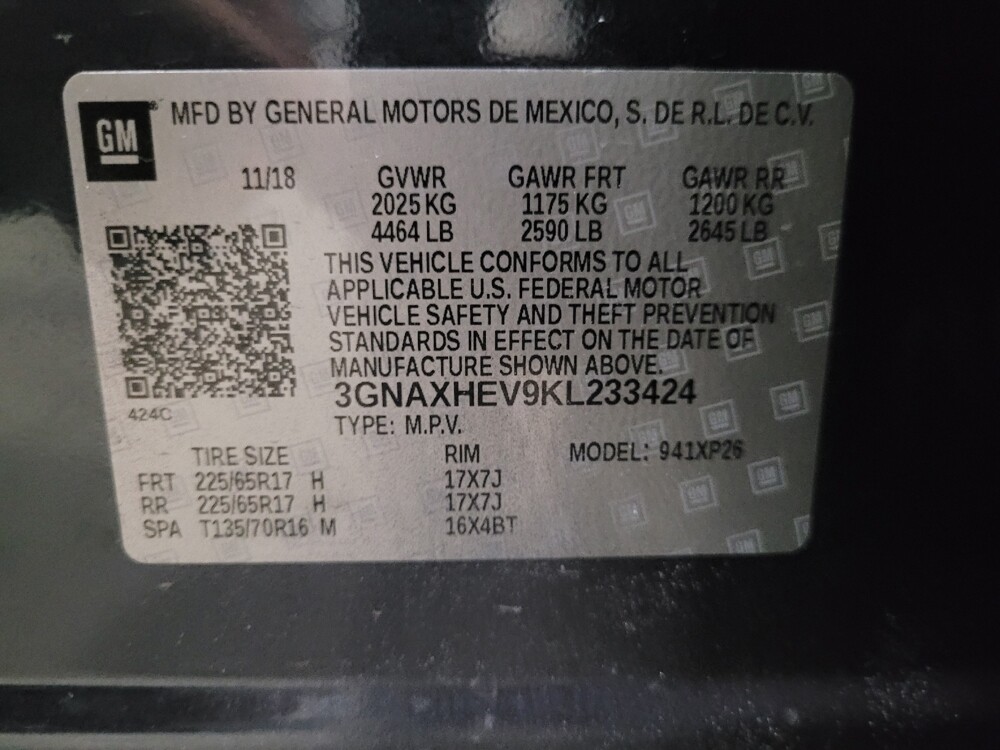 GM ® MFD BY GENERAL MOTORS DE MEXICO, S. DE R.L. DE C.V.
11/18 GVWR GAWR FRT GAWR RR
2025 KG 1175 KG 1200 KG
4464 LB 2590 LB 2645 LB
THIS VEHICLE CONFORMS TO ALL
APPLICABLE U.S. FEDERAL MOTOR
VEHICLE SAFETY AND THEFT PREVENTION
STANDARDS IN EFFECT ON THE DATE OF
MANUFACTURE SHOWN ABOVE.
3GNAXHEV9KL233424
424C
TYPE: M.P.V.
TIRE SIZE RIM MODEL: 941XP26
FRT 225/65R17 H 17X7J
RR 225/65R17 H 17X7J
SPA T135/70R16 M 16X4BT